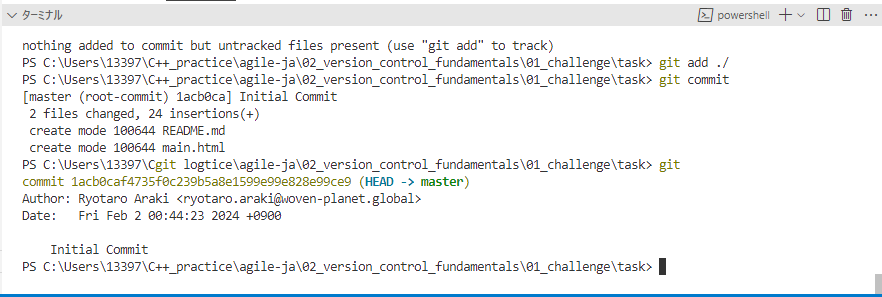 ターミナル
powershell
nothing added to commit but untracked files present (use "git add" to track)
PS C:\Users\13397\C++_practice\agile-ja\02_version_control_fundamentals\01_challenge\task> git add ./
PS C:\Users\13397\C++_practice\agile-ja\02_version_control_fundamentals\01_challenge\task> git commit
[master (root-commit) 1acb0ca] Initial Commit
2 files changed, 24 insertions(+)
create mode 100644 README.md
create mode 100644 main.html
PS C:\Users\13397\Cgit logtice\agile-ja\02_version_control_fundamentals\01_challenge\task> git
commit 1acb0caf4735f0c239b5a8e1599e99e828e99ce9 (HEAD -> master)
Author: Ryotaro Araki <ryotaro.araki@woven-planet.global>
Date:   Fri Feb 2 00:44:23 2024 +0900
Initial Commit
PS C:\Users\13397\C++_practice\agile-ja\02_version_control_fundamentals\01_challenge\task>